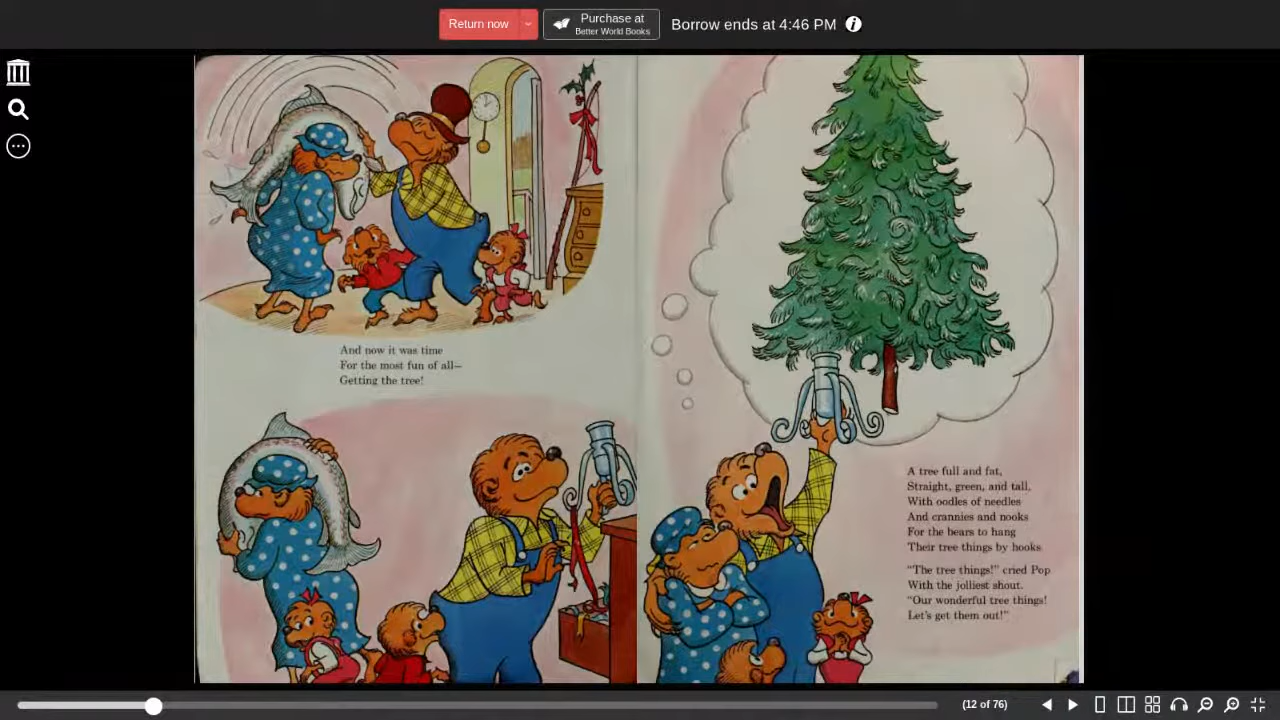 Return now
Purchase at
Better World Books
Borrow ends at 4:46 PM
And now it was time
For the most fun of all—
Getting the tree!
A tree full and fat,
Straight, green, and tall,
With oodles of needles
And crannies and nooks
For the bears to hang
Their tree things by hooks.
"The tree things!" cried Pop
With the jolliest shout.
"Our wonderful tree things!
Let's get them out!"
(12 of 76)